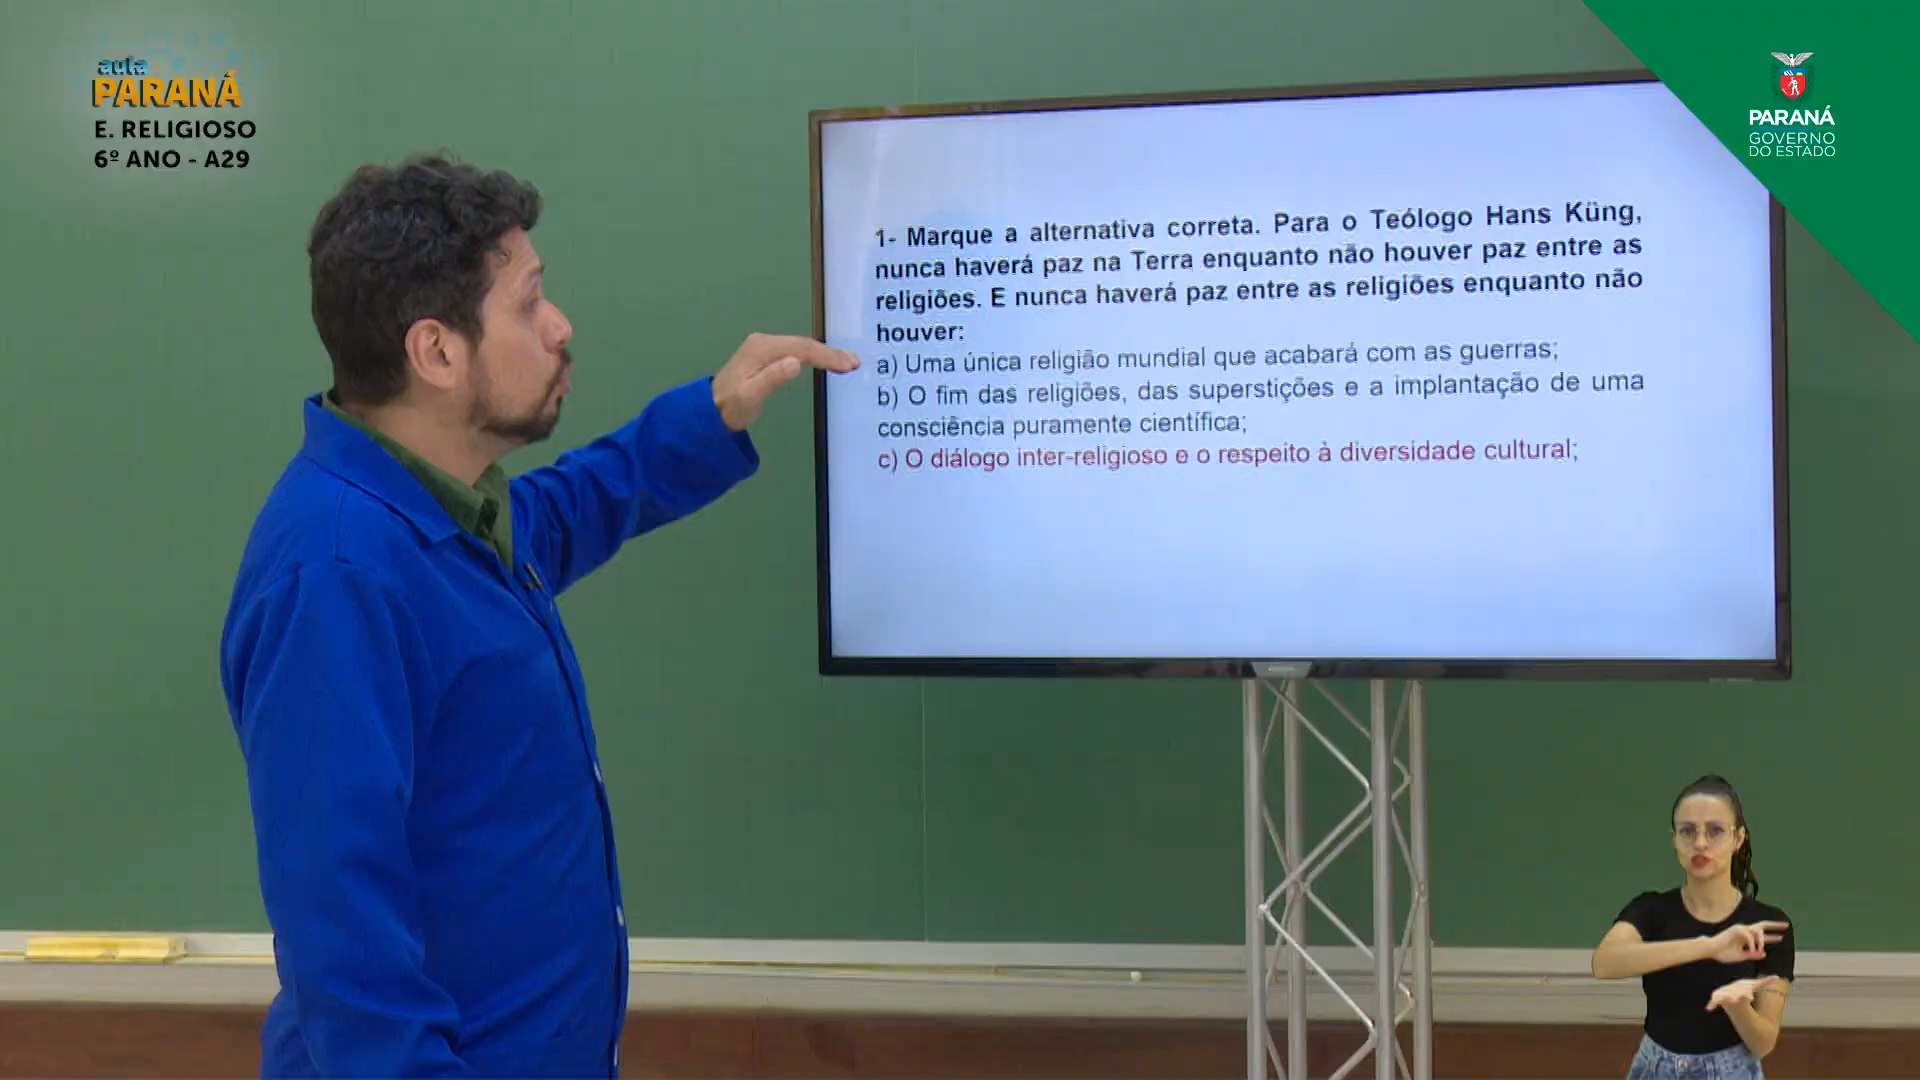 aula
PARANÁ
E. RELIGIOSO
6º ANO - A29
PARANÁ
GOVERNO
DO ESTADO
1- Marque a alternativa correta. Para o Teólogo Hans Küng,
nunca haverá paz na Terra enquanto não houver paz entre as
religiões. E nunca haverá paz entre as religiões enquanto não
houver:
a) Uma única religião mundial que acabará com as guerras;
b) O fim das religiões, das superstições e a implantação de uma
consciência puramente científica;
c) O diálogo inter-religioso e o respeito à diversidade cultural;